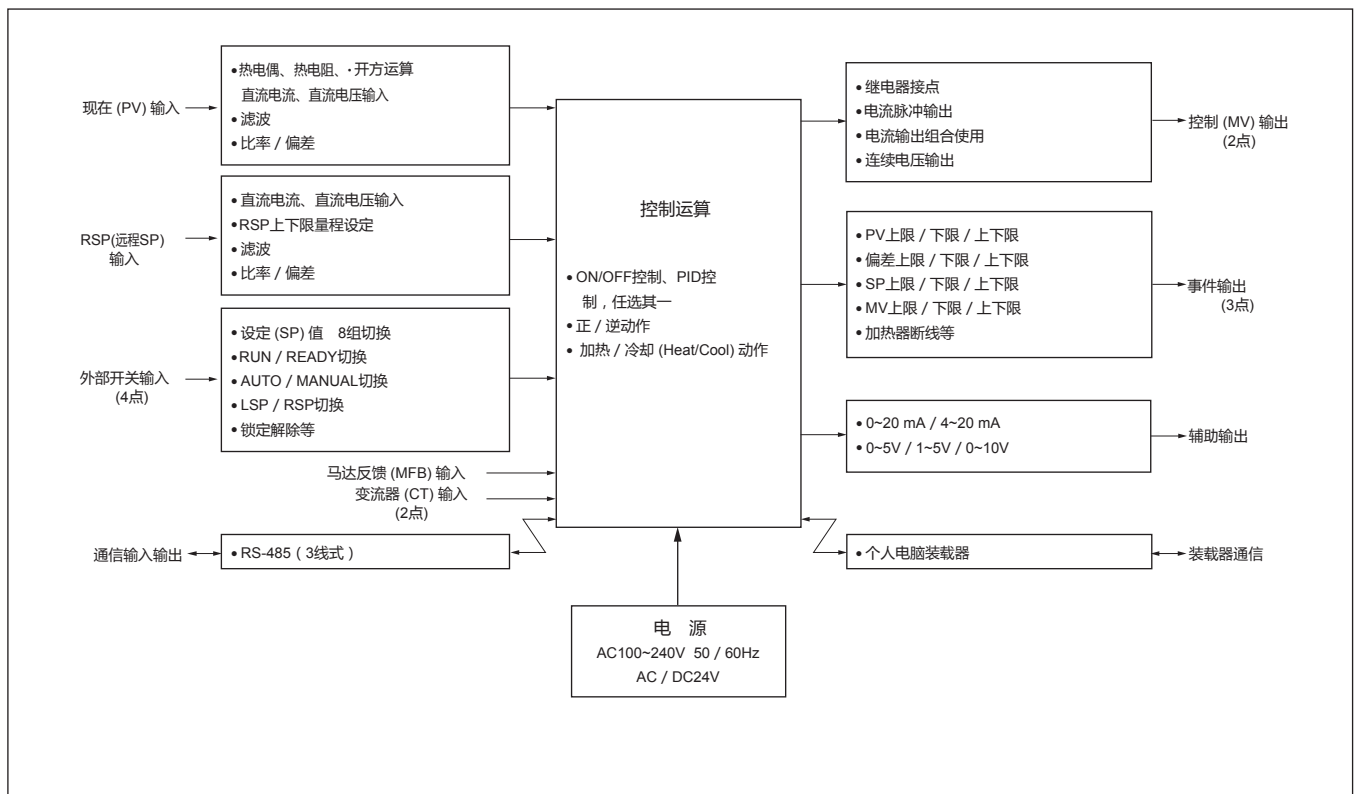 现在 (PV) 输入
●热电偶、热电阻、·开方运算
直流电流、直流电压输入
●滤波
●比率 / 偏差
RSP(远程SP)
输入
●直流电流、直流电压输入
●RSP上下限量程设定
●滤波
●比率 / 偏差
外部开关输入
(4点)
●设定 (SP) 值 8组切换
●RUN / READY切换
●AUTO / MANUAL切换
●LSP / RSP切换
●锁定解除等
马达反馈 (MFB) 输入
变流器 (CT) 输入
(2点)
通信输入输出
●RS-485（3线式）
控制运算
●ON/OFF控制、PID控
制，任选其一
●正 / 逆动作
●加热 / 冷却 (Heat/Cool) 动作
电 源
AC100~240V 50 / 60Hz
AC / DC24V
●继电器接点
●电流脉冲输出
●电流输出组合使用
●连续电压输出
控制 (MV) 输出
(2点)
●PV上限 / 下限 / 上下限
●偏差上限 / 下限 / 上下限
●SP上限 / 下限 / 上下限
●MV上限 / 下限 / 上下限
●加热器断线等
事件输出
(3点)
●0~20 mA / 4~20 mA
●0~5V / 1~5V / 0~10V
辅助输出
●个人电脑装载器
装载器通信